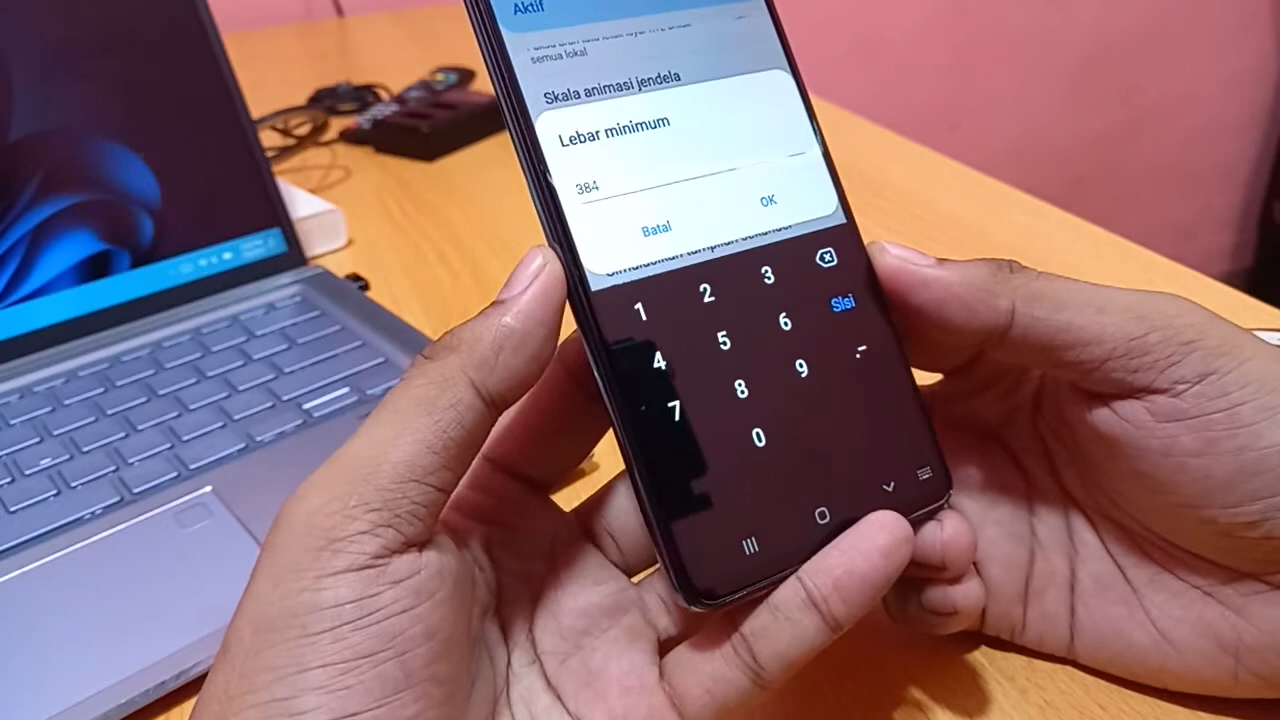 Aktif
semua lokal
Skala animasi jendela
Lebar minimum
384
Batal
OK
1
2
3
4
5
6
SIsi
7
8
9
.-
0